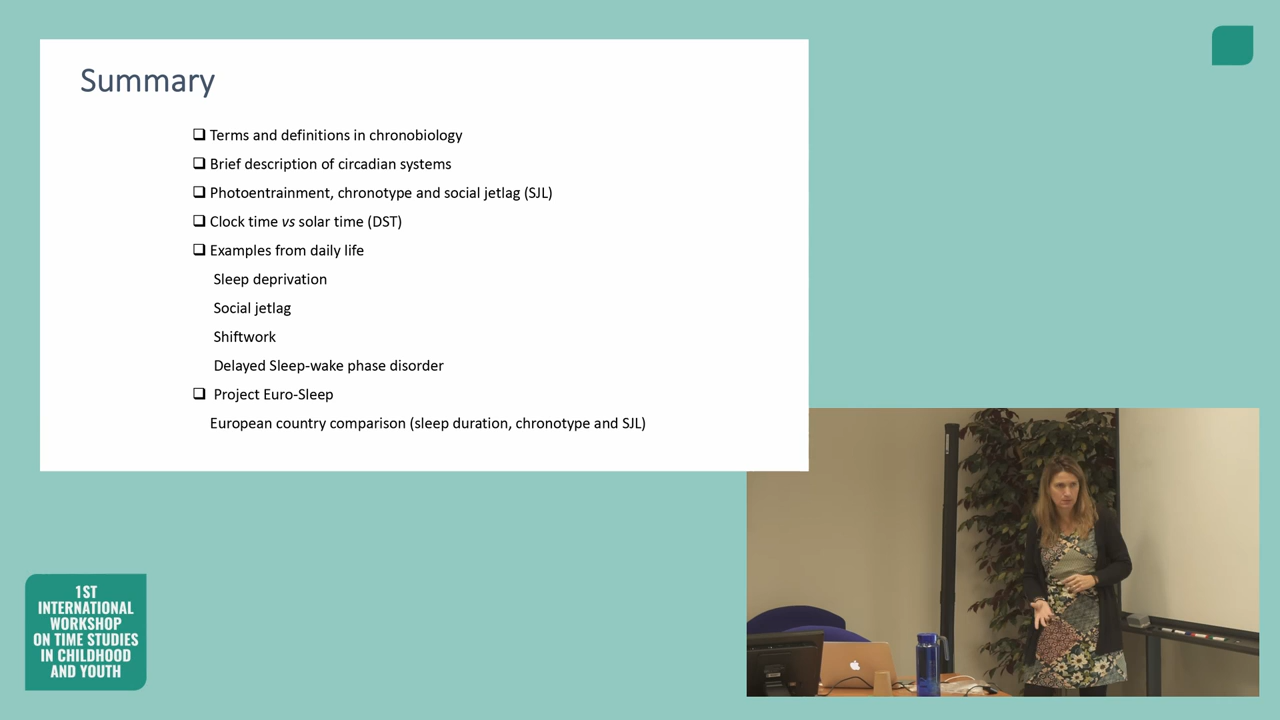 Summary
Terms and definitions in chronobiology
Brief description of circadian systems
Photoentrainment, chronotype and social jetlag (SJL)
Clock time vs solar time (DST)
Examples from daily life
Sleep deprivation
Social jetlag
Shiftwork
Delayed Sleep-wake phase disorder
Project Euro-Sleep
European country comparison (sleep duration, chronotype and SJL)
1ST
INTERNATIONAL
WORKSHOP
ON TIME STUDIES
IN CHILDHOOD
AND YOUTH